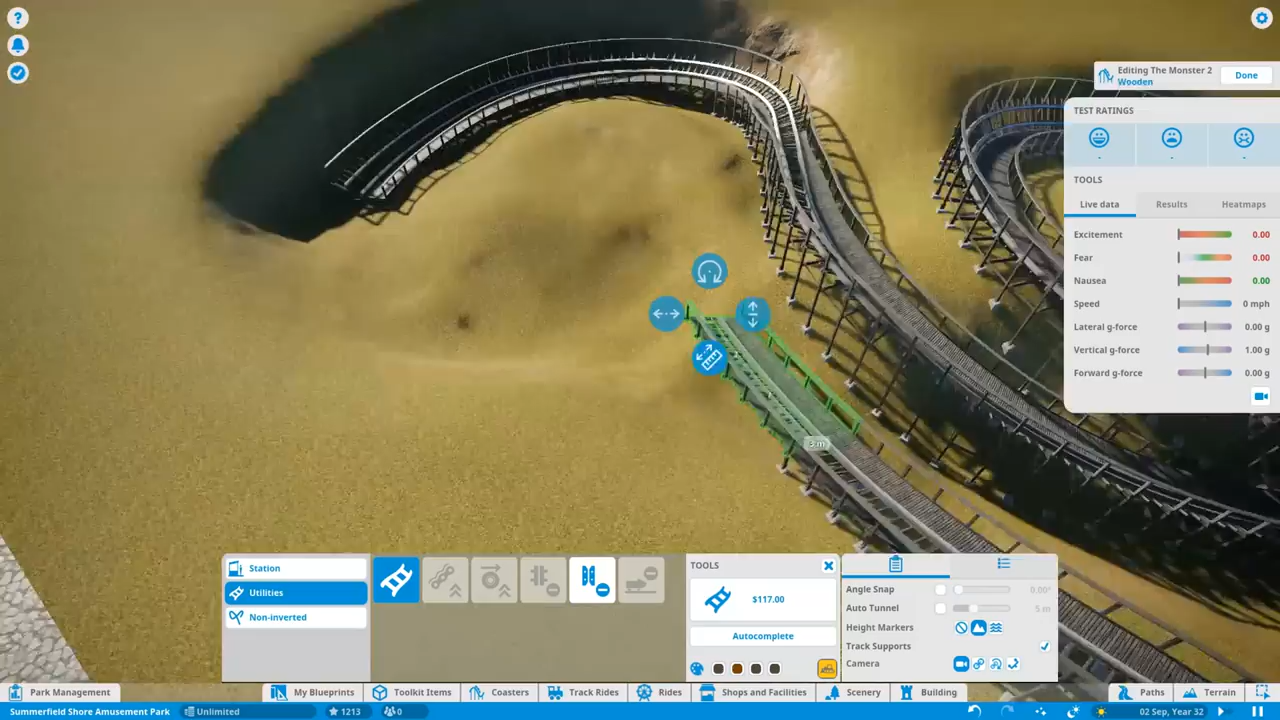 Editing The Monster 2
Wooden
Done
TEST RATINGS
- - -
TOOLS
Live data Results Heatmaps
Excitement 0.00
Fear 0.00
Nausea 0.00
Speed 0 mph
Lateral g-force 0.00 g
Vertical g-force 1.00 g
Forward g-force 0.00 g
Station
Utilities
Non-inverted
TOOLS
$117.00
Autocomplete
Angle Snap 0.00°
Auto Tunnel 5 m
Height Markers
Track Supports
Camera
Park Management My Blueprints Toolkit Items Coasters Track Rides Rides Shops and Facilities Scenery Building Paths Terrain
Summerfield Shore Amusement Park Unlimited 1213 0 02 Sep, Year 32